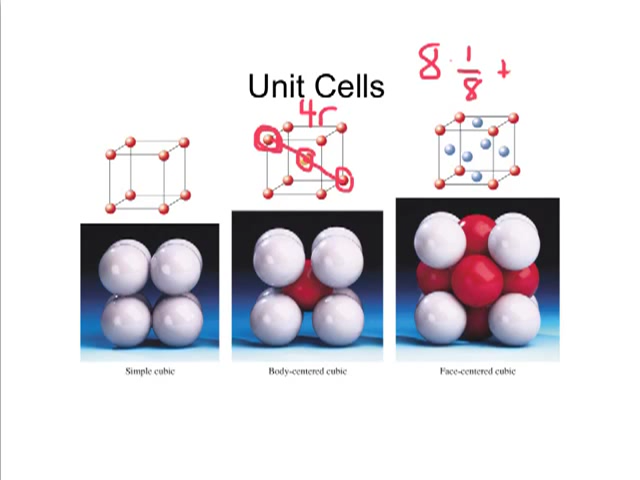 8 · 1/8 +
Unit Cells
4r
Simple cubic
Body-centered cubic
Face-centered cubic